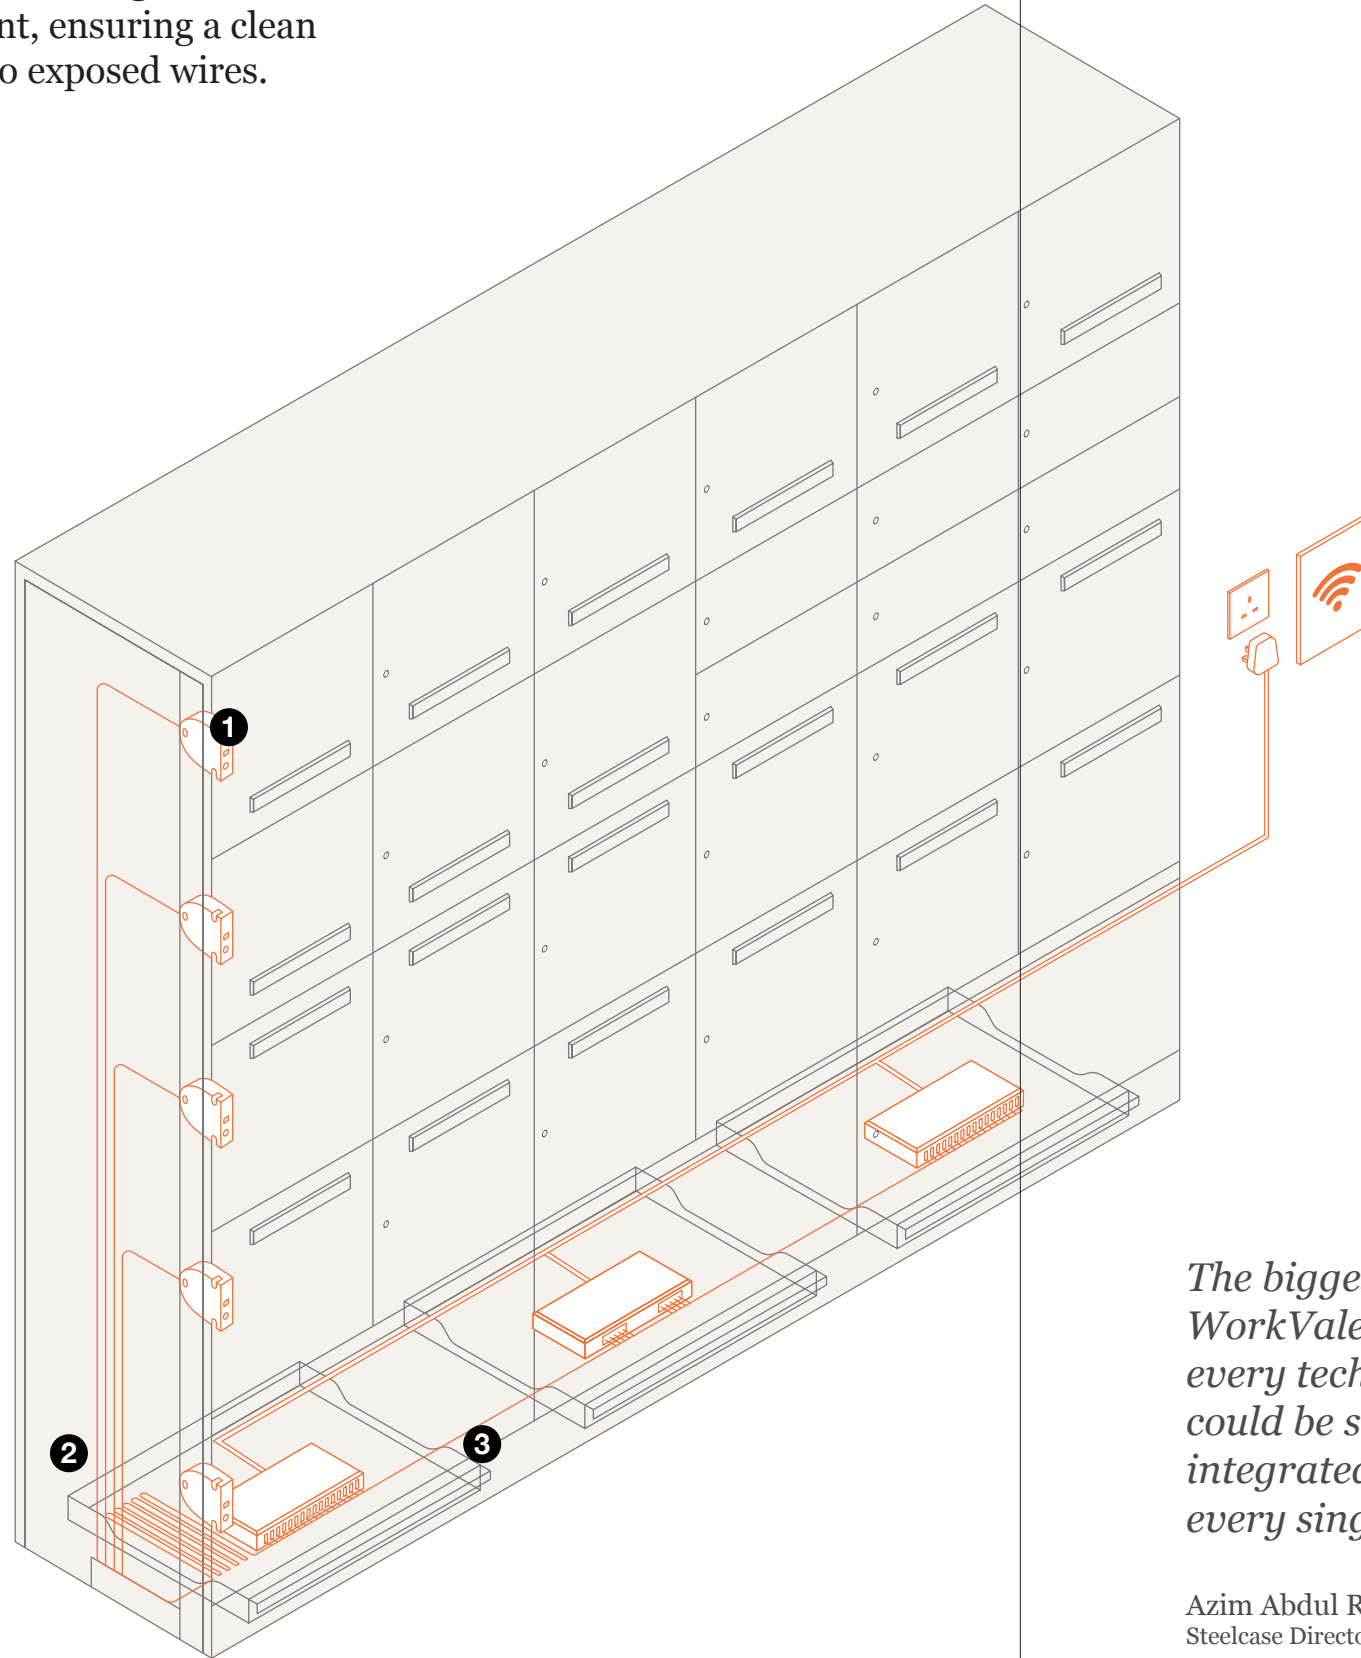 nt, ensuring a clean
o exposed wires.
1
2
3
The bigge
WorkVale
every tech
could be s
integrated
every sing
Azim Abdul R
Steelcase Directo